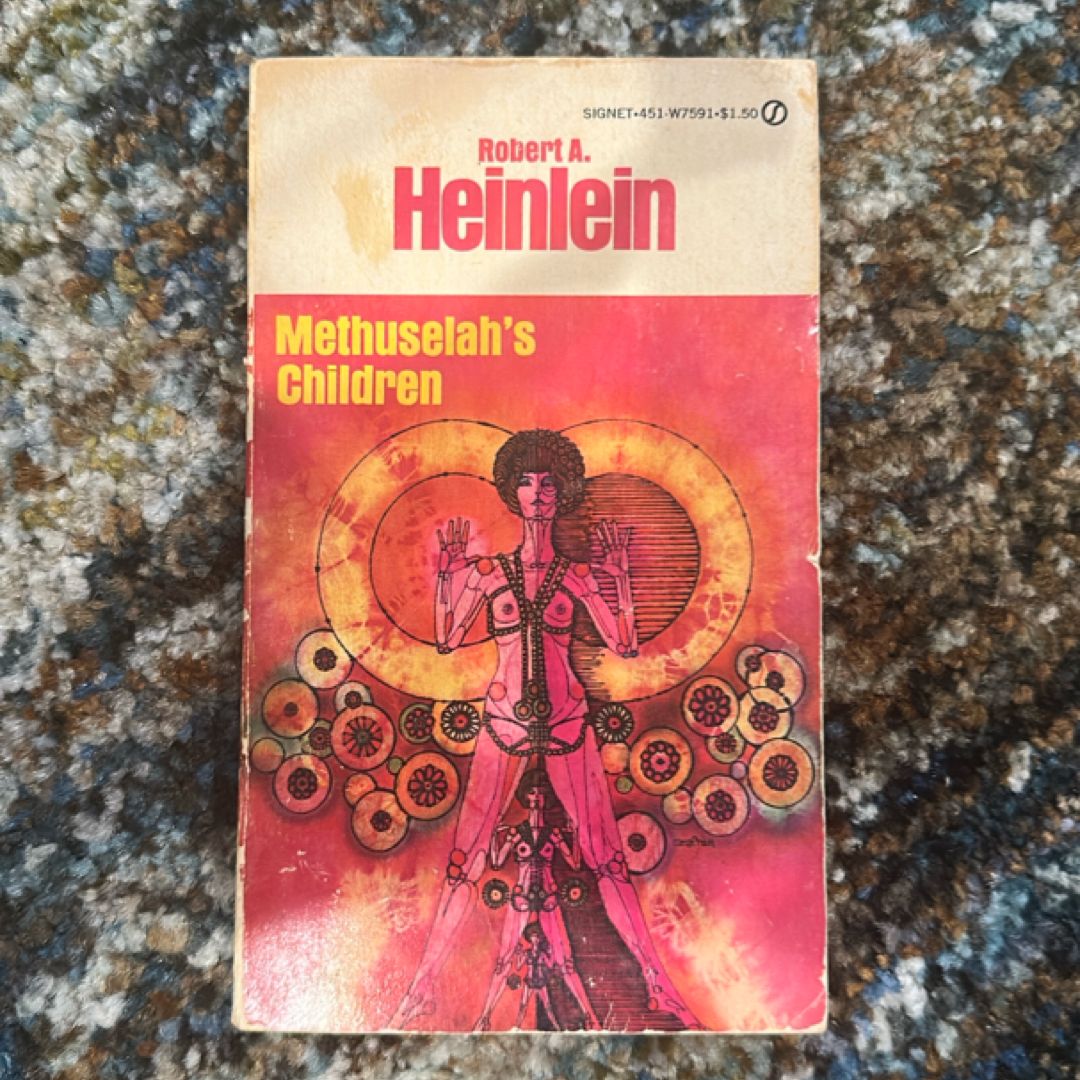 SIGNET•451-W7591•$1.50
Robert A.
Heinlein
Methuselah's
Children